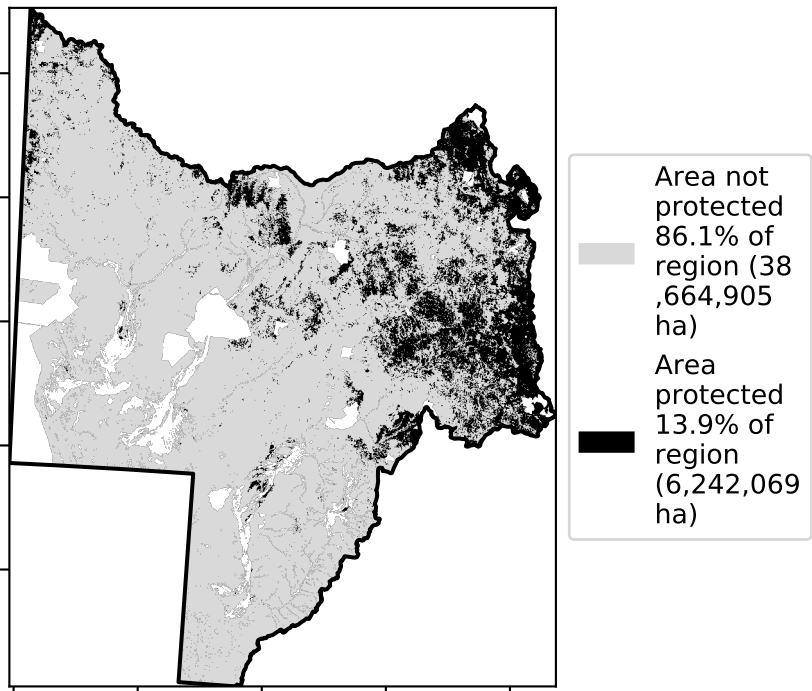 Area not
protected
86.1% of
region (38
,664,905
ha)
Area
protected
13.9% of
region
(6,242,069
ha)